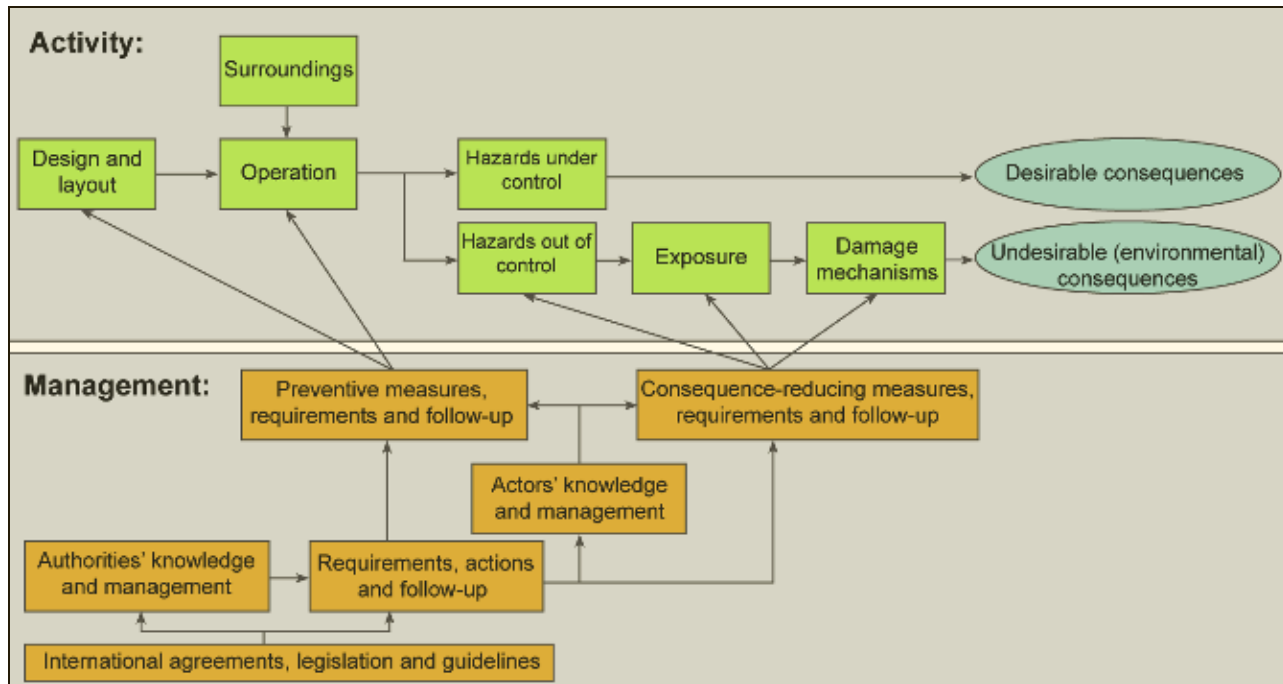 Activity:
Surroundings
Design and
layout
Operation
Hazards under
control
Desirable consequences
Hazards out of
control
Exposure
Damage
mechanisms
Undesirable (environmental)
consequences
Management:
Preventive measures,
requirements and follow-up
Consequence-reducing measures,
requirements and follow-up
Actors' knowledge
and management
Authorities' knowledge
and management
Requirements, actions
and follow-up
International agreements, legislation and guidelines